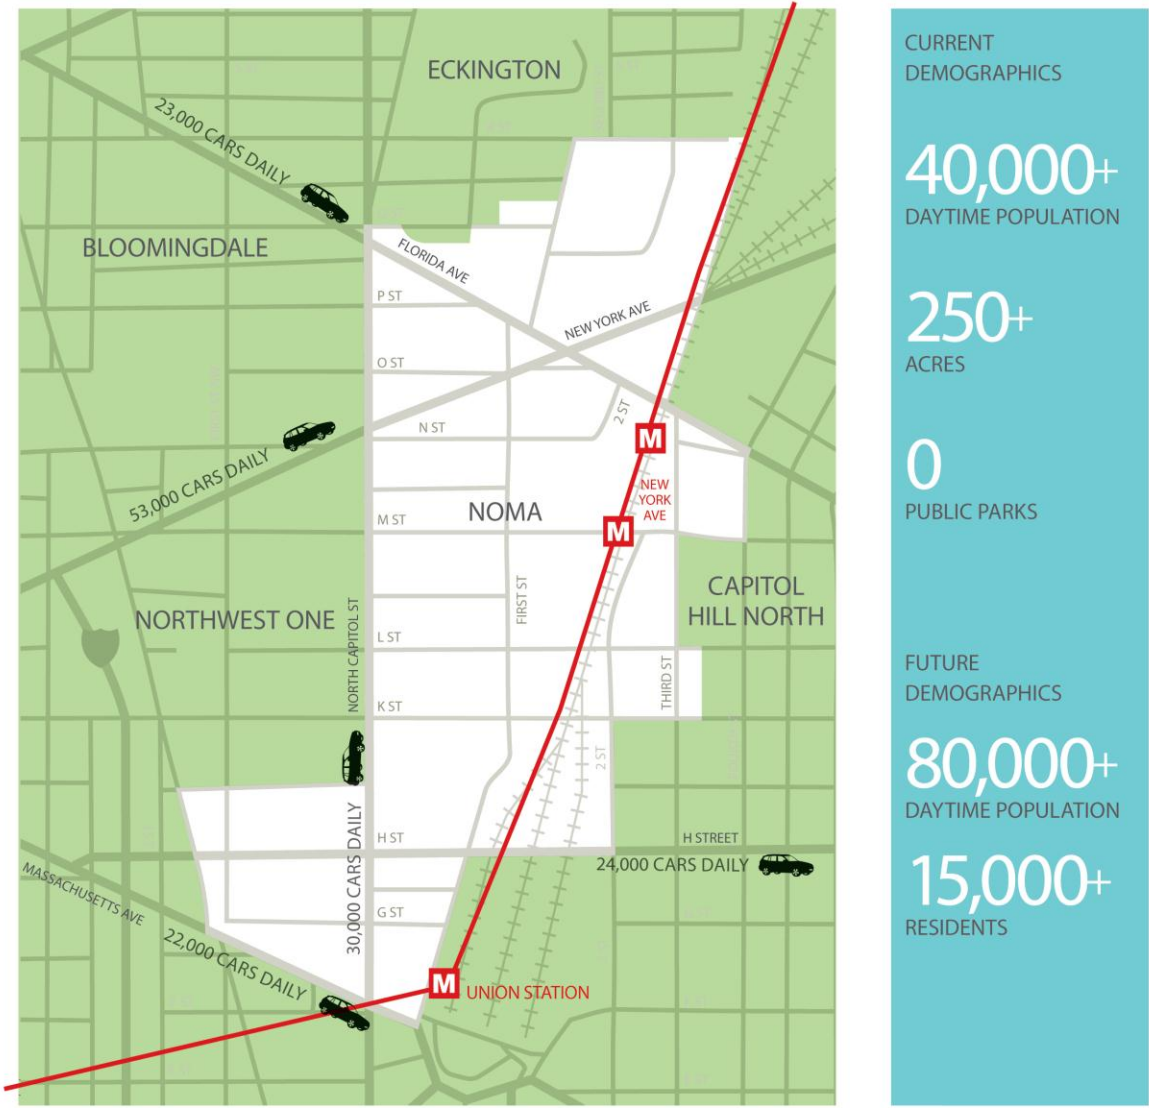 ECKINGTON
23,000 CARS DAILY
BLOOMINGDALE
FLORIDA AVE
P ST
NEW YORK AVE
O ST
2 ST
N ST
M
53,000 CARS DAILY
NEW
YORK
AVE
NOMA
M ST
M
CAPITOL
HILL NORTH
FIRST ST
NORTHWEST ONE
L ST
NORTH CAPITOL ST
THIRD ST
K ST
2 ST
H ST
H STREET
24,000 CARS DAILY
30,000 CARS DAILY
MASSACHUSETTS AVE
G ST
22,000 CARS DAILY
M
UNION STATION
CURRENT
DEMOGRAPHICS
40,000+
DAYTIME POPULATION
250+
ACRES
0
PUBLIC PARKS
FUTURE
DEMOGRAPHICS
80,000+
DAYTIME POPULATION
15,000+
RESIDENTS